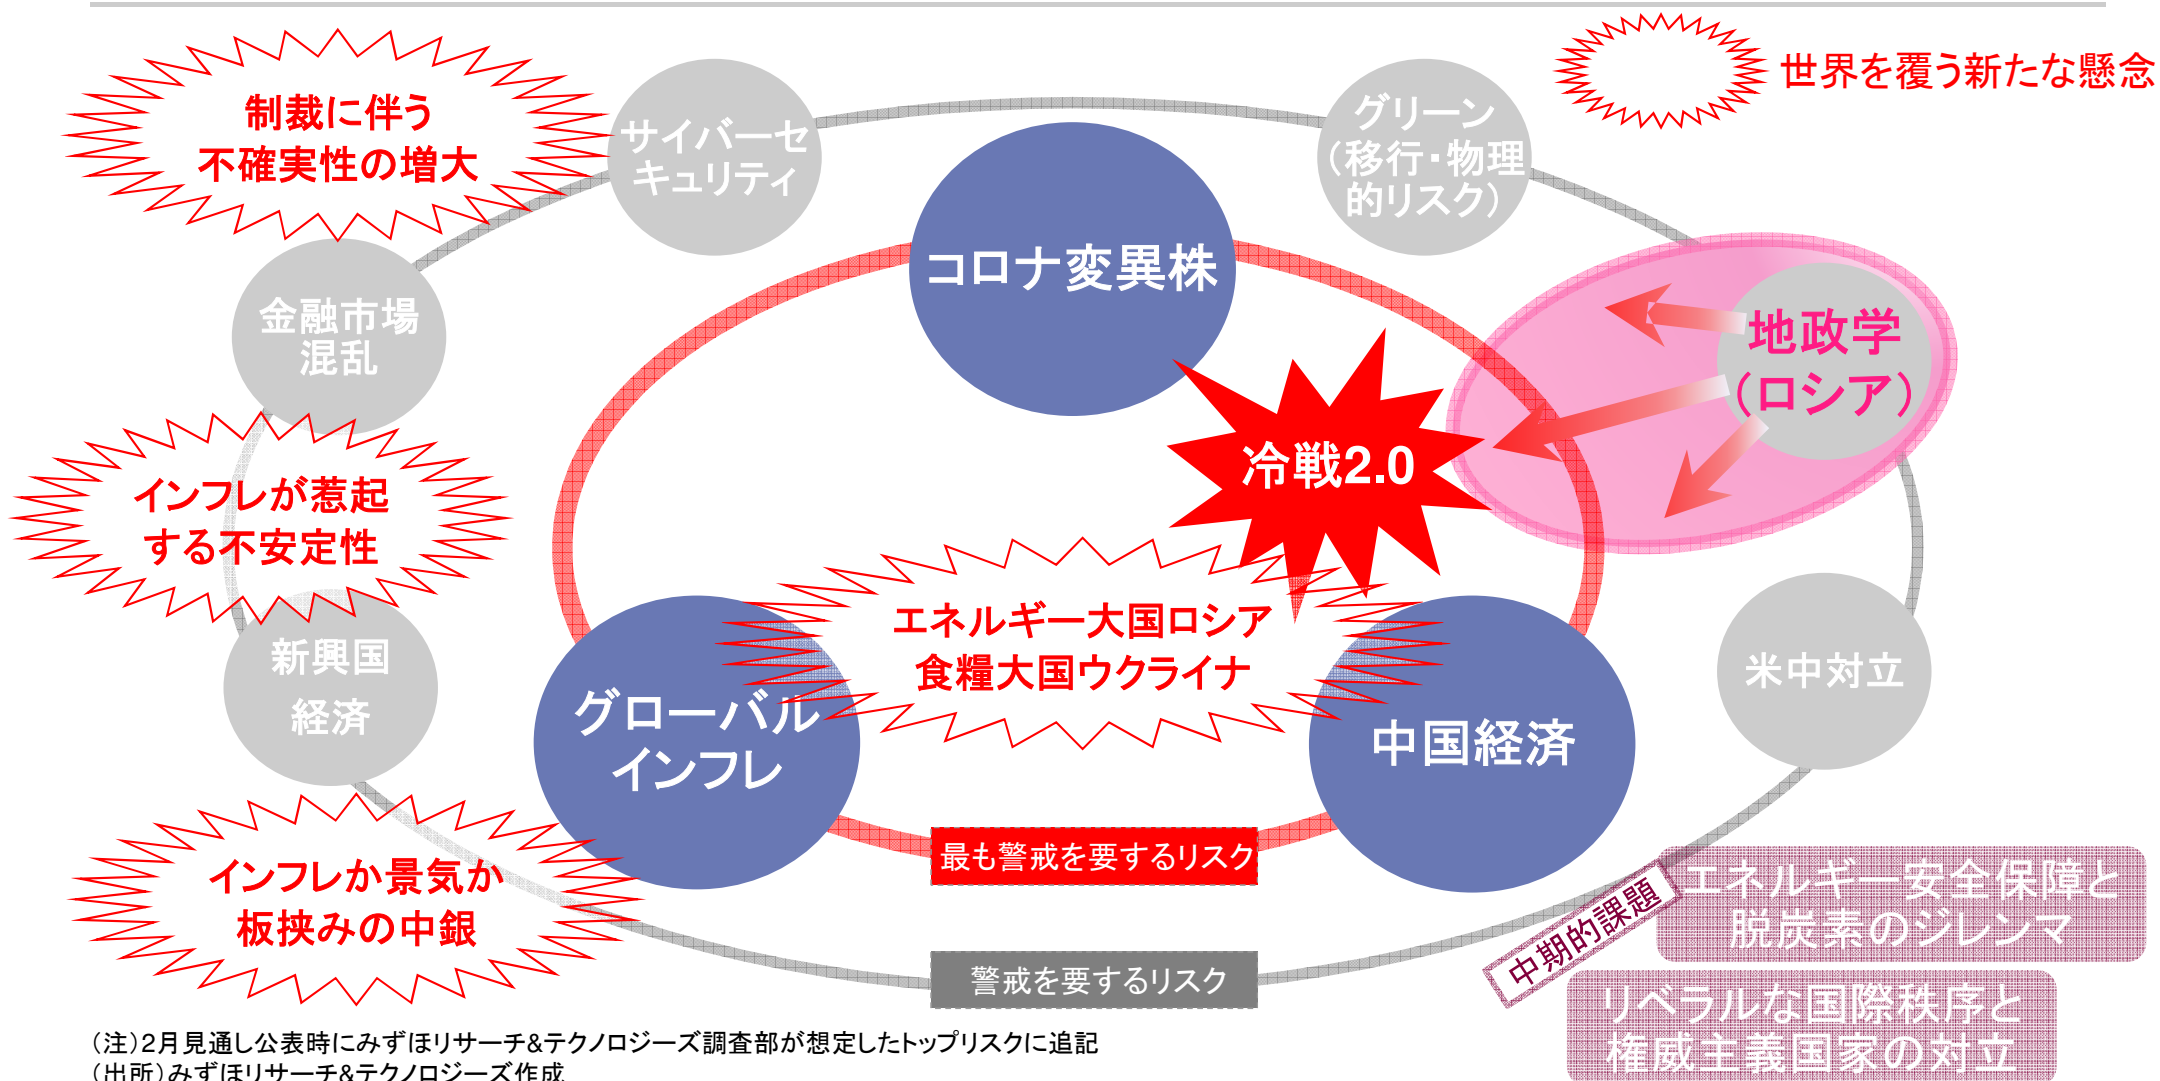 世界を覆う新たな懸念
制裁に伴う
不確実性の増大
サイバーセ
キュリティ
グリーン
(移行・物理
的リスク)
コロナ変異株
金融市場
混乱
地政学
(ロシア)
冷戦2.0
インフレが惹起
する不安定性
エネルギー大国ロシア
食糧大国ウクライナ
新興国
経済
米中対立
グローバル
インフレ
中国経済
最も警戒を要するリスク
インフレか景気か
板挟みの中銀
警戒を要するリスク
中期的課題
エネルギー安全保障と
脱炭素のジレンマ
リベラルな国際秩序と
権威主義国家の対立
(注)2月見通し公表時にみずほリサーチ&テクノロジーズ調査部が想定したトップリスクに追記
(出所)みずほリサーチ&テクノロジーズ作成